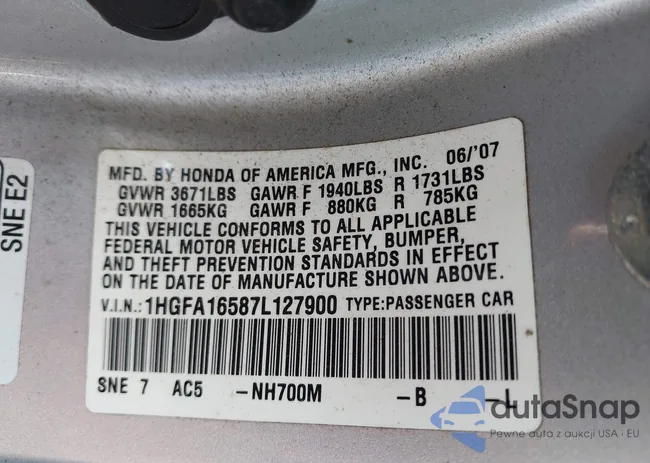 SNE E2
MFD. BY HONDA OF AMERICA MFG., INC. 06/'07
GVWR 3671LBS GAWR F 1940LBS R 1731LBS
GVWR 1665KG GAWR F 880KG R 785KG
THIS VEHICLE CONFORMS TO ALL APPLICABLE
FEDERAL MOTOR VEHICLE SAFETY, BUMPER,
AND THEFT PREVENTION STANDARDS IN EFFECT
ON THE DATE OF MANUFACTURE SHOWN ABOVE.
V.I.N.: 1HGFA16587L127900 TYPE:PASSENGER CAR
SNE 7 AC5 -NH700M -B -L
autaSnap
Pewne auta z aukcji USA · EU